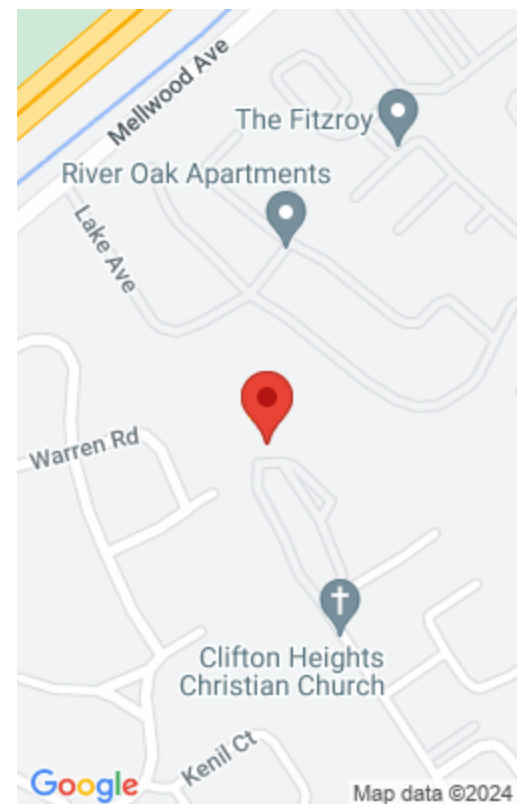 Mellwood Ave
The Fitzroy
River Oak Apartments
Lake Ave
Warren Rd
Clifton Heights
Christian Church
Kenil Ct
Google
Map data ©2024